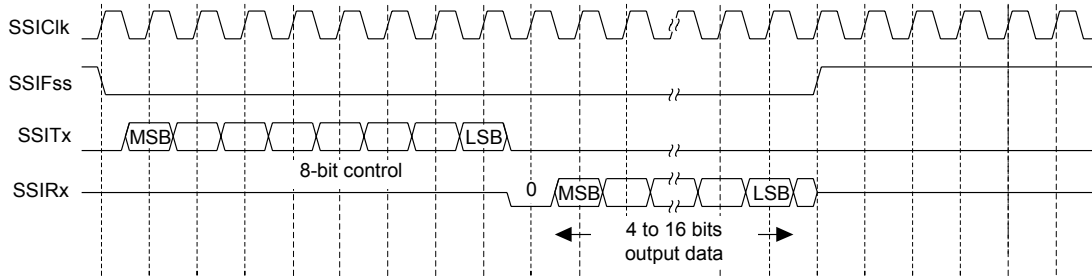 SSIClk
SSIFss
SSITx
MSB
LSB
8-bit control
SSIRx
0
MSB
LSB
4 to 16 bits
output data